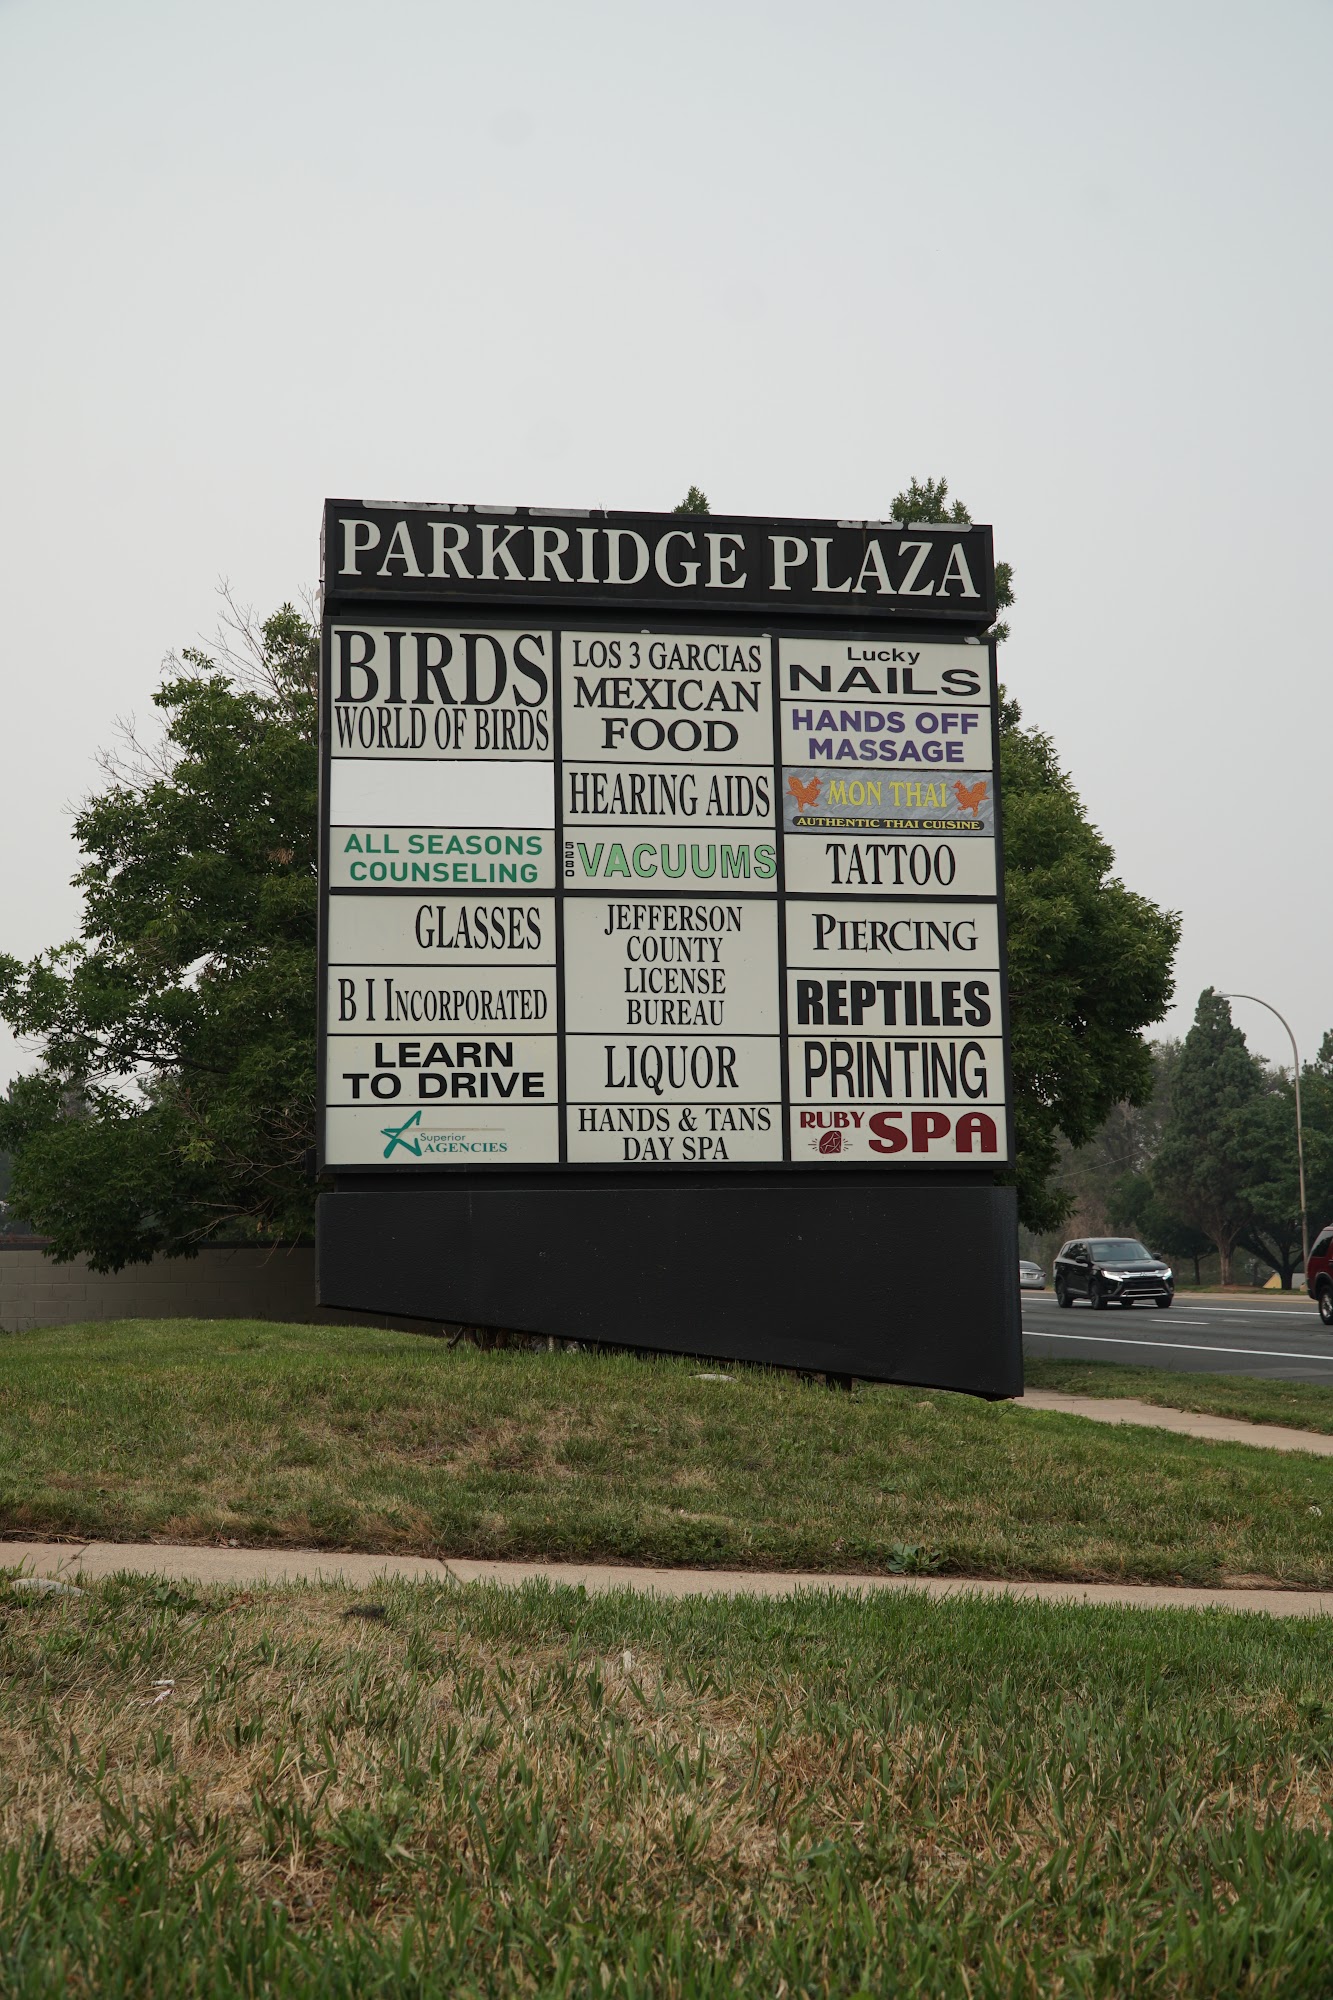 PARKRIDGE PLAZA
BIRDS
WORLD OF BIRDS
ALL SEASONS
COUNSELING
GLASSES
B I INCORPORATED
LEARN
TO DRIVE
Superior
AGENCIES
LOS 3 GARCIAS
MEXICAN
FOOD
HEARING AIDS
5280 VACUUMS
JEFFERSON
COUNTY
LICENSE
BUREAU
LIQUOR
HANDS & TANS
DAY SPA
Lucky
NAILS
HANDS OFF
MASSAGE
MON THAI
AUTHENTIC THAI CUISINE
TATTOO
PIERCING
REPTILES
PRINTING
RUBY SPA